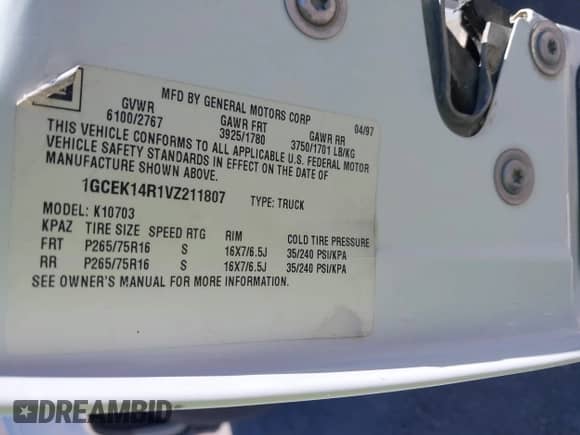 MFD BY GENERAL MOTORS CORP 04/97
GVWR GAWR FRT GAWR RR
6100/2767 3925/1780 3750/1701 LB/KG
THIS VEHICLE CONFORMS TO ALL APPLICABLE U.S. FEDERAL MOTOR
VEHICLE SAFETY STANDARDS IN EFFECT ON THE DATE OF
MANUFACTURE SHOWN ABOVE.
1GCEK14R1VZ211807 TYPE: TRUCK
MODEL: K10703
KPAZ TIRE SIZE SPEED RTG RIM COLD TIRE PRESSURE
FRT P265/75R16 S 16X7/6.5J 35/240 PSI/KPA
RR P265/75R16 S 16X7/6.5J 35/240 PSI/KPA
SEE OWNER'S MANUAL FOR MORE INFORMATION.
DREAMBID